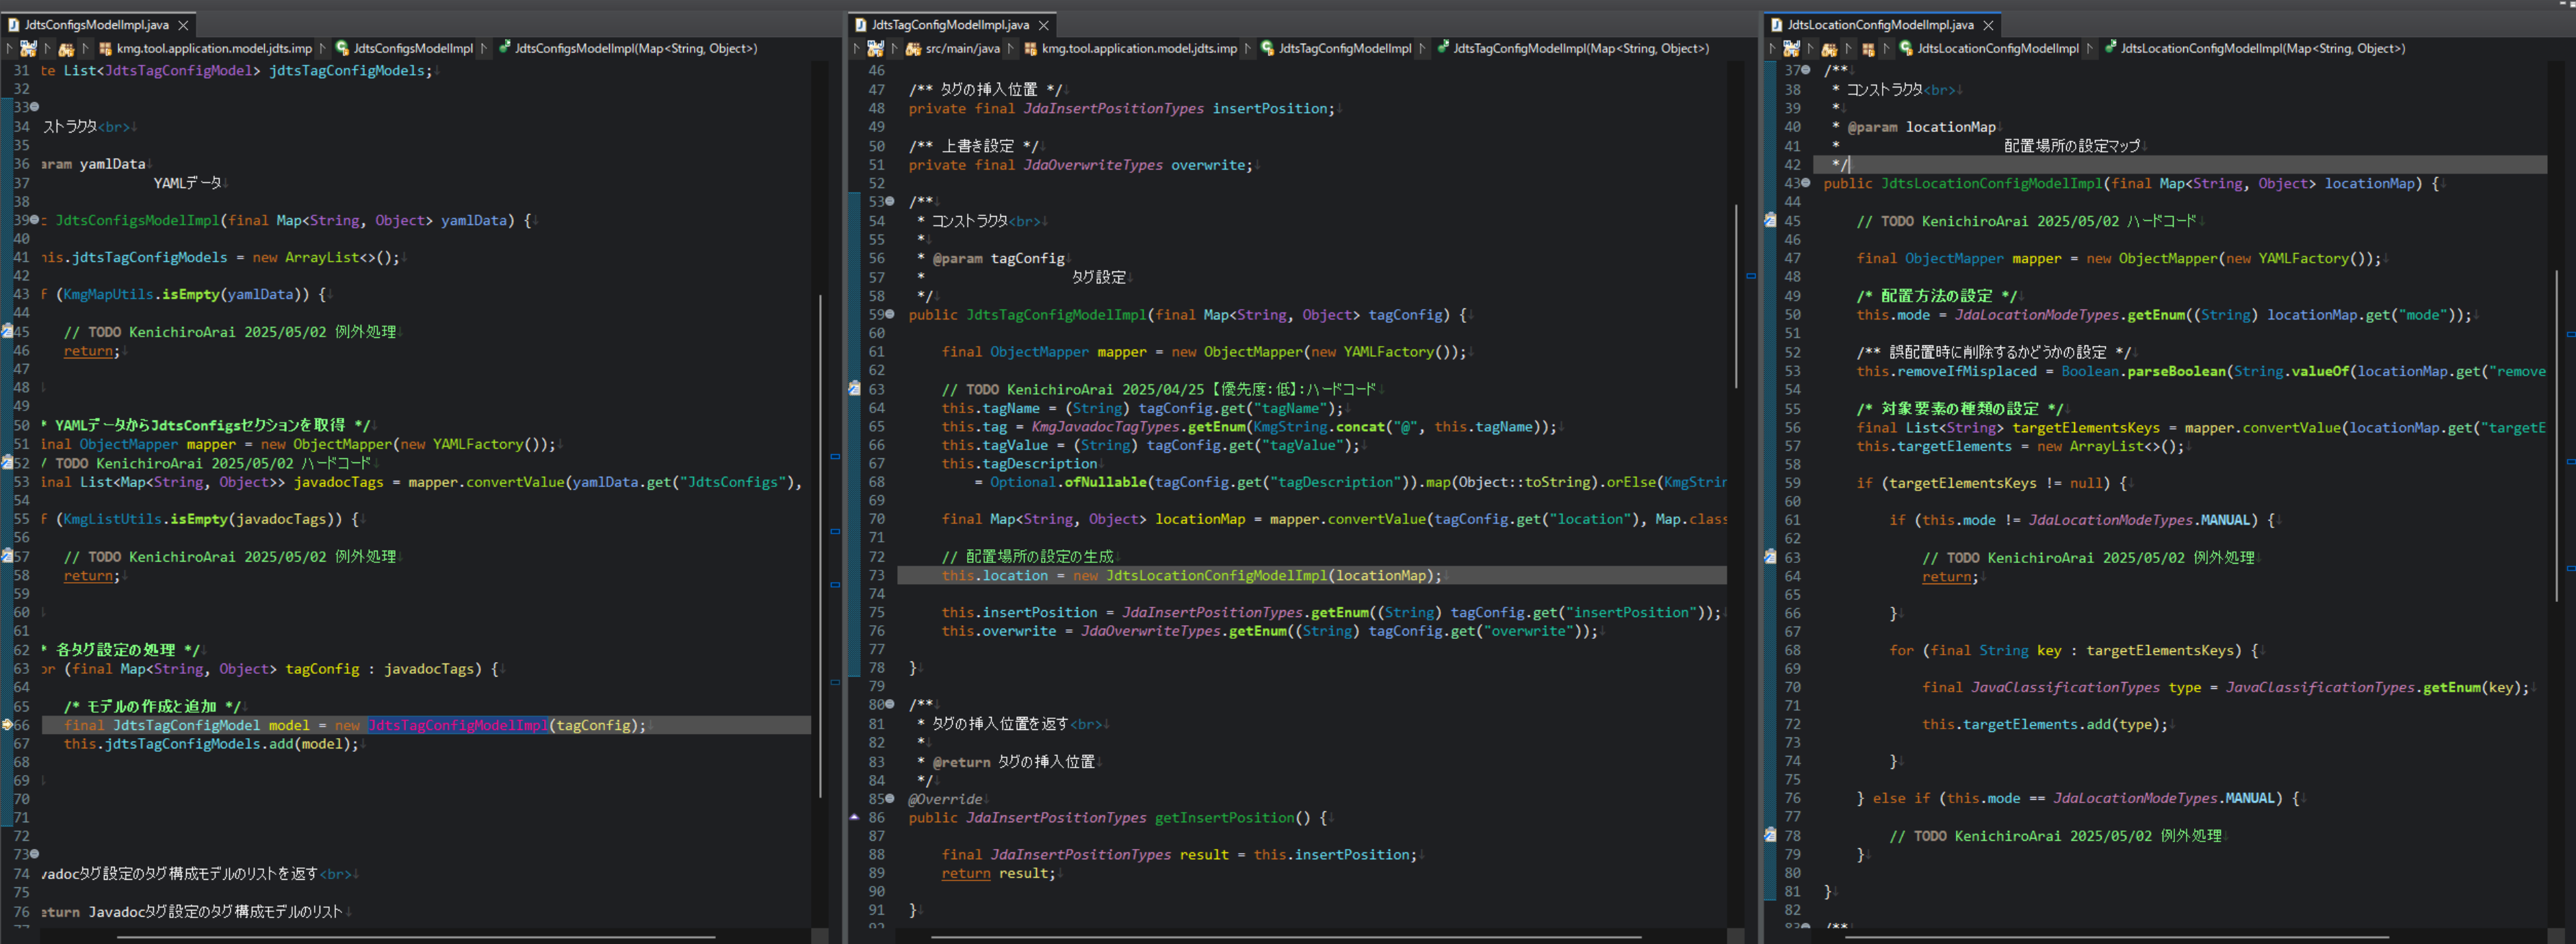 JdtsConfigsModelImpl.java
kmg.tool.application.model.jdts.imp JdtsConfigsModelImpl JdtsConfigsModelImpl(Map<String, Object>)
31 te List<JdtsTagConfigModel> jdtsTagConfigModels;
32
33
34 ストラクタ<br>
35
36 aram yamlData
37 YAMLデータ
38
39 c JdtsConfigsModelImpl(final Map<String, Object> yamlData) {
40
41 his.jdtsTagConfigModels = new ArrayList<>();
42
43 f (KmgMapUtils.isEmpty(yamlData)) {
44
45 // TODO KenichiroArai 2025/05/02 例外処理
46 return;
47
48
49
50 * YAMLデータからJdtsConfigsセクションを取得 */
51 inal ObjectMapper mapper = new ObjectMapper(new YAMLFactory());
52 / TODO KenichiroArai 2025/05/02 ハードコード
53 inal List<Map<String, Object>> javadocTags = mapper.convertValue(yamlData.get("JdtsConfigs"),
54
55 f (KmgListUtils.isEmpty(javadocTags)) {
56
57 // TODO KenichiroArai 2025/05/02 例外処理
58 return;
59
60
61
62 * 各タグ設定の処理 */
63 or (final Map<String, Object> tagConfig : javadocTags) {
64
65 /* モデルの作成と追加 */
66 final JdtsTagConfigModel model = new JdtsTagConfigModelImpl(tagConfig);
67 this.jdtsTagConfigModels.add(model);
68
69
70
71
72
73
74 vadocタグ設定のタグ構成モデルのリストを返す<br>
75
76 eturn Javadocタグ設定のタグ構成モデルのリスト
77
JdtsTagConfigModelImpl.java
src/main/java kmg.tool.application.model.jdts.imp JdtsTagConfigModelImpl JdtsTagConfigModelImpl(Map<String, Object>)
46
47 /** タグの挿入位置 */
48 private final JdaInsertPositionTypes insertPosition;
49
50 /** 上書き設定 */
51 private final JdaOverwriteTypes overwrite;
52
53 /**
54 * コンストラクタ<br>
55 *
56 * @param tagConfig
57 * タグ設定
58 */
59 public JdtsTagConfigModelImpl(final Map<String, Object> tagConfig) {
60
61 final ObjectMapper mapper = new ObjectMapper(new YAMLFactory());
62
63 // TODO KenichiroArai 2025/04/25 【優先度：低】：ハードコード
64 this.tagName = (String) tagConfig.get("tagName");
65 this.tag = KmgJavadocTagTypes.getEnum(KmgString.concat("@", this.tagName));
66 this.tagValue = (String) tagConfig.get("tagValue");
67 this.tagDescription
68 = Optional.ofNullable(tagConfig.get("tagDescription")).map(Object::toString).orElse(KmgStrin
69
70 final Map<String, Object> locationMap = mapper.convertValue(tagConfig.get("location"), Map.class
71
72 // 配置場所の設定の生成
73 this.location = new JdtsLocationConfigModelImpl(locationMap);
74
75 this.insertPosition = JdaInsertPositionTypes.getEnum((String) tagConfig.get("insertPosition"));
76 this.overwrite = JdaOverwriteTypes.getEnum((String) tagConfig.get("overwrite"));
77
78 }
79
80 /**
81 * タグの挿入位置を返す<br>
82 *
83 * @return タグの挿入位置
84 */
85 @Override
86 public JdaInsertPositionTypes getInsertPosition() {
87
88 final JdaInsertPositionTypes result = this.insertPosition;
89 return result;
90
91 }
92
JdtsLocationConfigModelImpl.java
JdtsLocationConfigModelImpl JdtsLocationConfigModelImpl(Map<String, Object>)
37 /**
38 * コンストラクタ<br>
39 *
40 * @param locationMap
41 * 配置場所の設定マップ
42 */
43 public JdtsLocationConfigModelImpl(final Map<String, Object> locationMap) {
44
45 // TODO KenichiroArai 2025/05/02 ハードコード
46
47 final ObjectMapper mapper = new ObjectMapper(new YAMLFactory());
48
49 /* 配置方法の設定 */
50 this.mode = JdaLocationModeTypes.getEnum((String) locationMap.get("mode"));
51
52 /** 誤配置時に削除するかどうかの設定 */
53 this.removeIfMisplaced = Boolean.parseBoolean(String.valueOf(locationMap.get("remove
54
55 /* 対象要素の種類の設定 */
56 final List<String> targetElementsKeys = mapper.convertValue(locationMap.get("targetE
57 this.targetElements = new ArrayList<>();
58
59 if (targetElementsKeys != null) {
60
61 if (this.mode != JdaLocationModeTypes.MANUAL) {
62
63 // TODO KenichiroArai 2025/05/02 例外処理
64 return;
65
66 }
67
68 for (final String key : targetElementsKeys) {
69
70 final JavaClassificationTypes type = JavaClassificationTypes.getEnum(key);
71
72 this.targetElements.add(type);
73
74 }
75
76 } else if (this.mode == JdaLocationModeTypes.MANUAL) {
77
78 // TODO KenichiroArai 2025/05/02 例外処理
79 }
80
81 }
82
83 /**